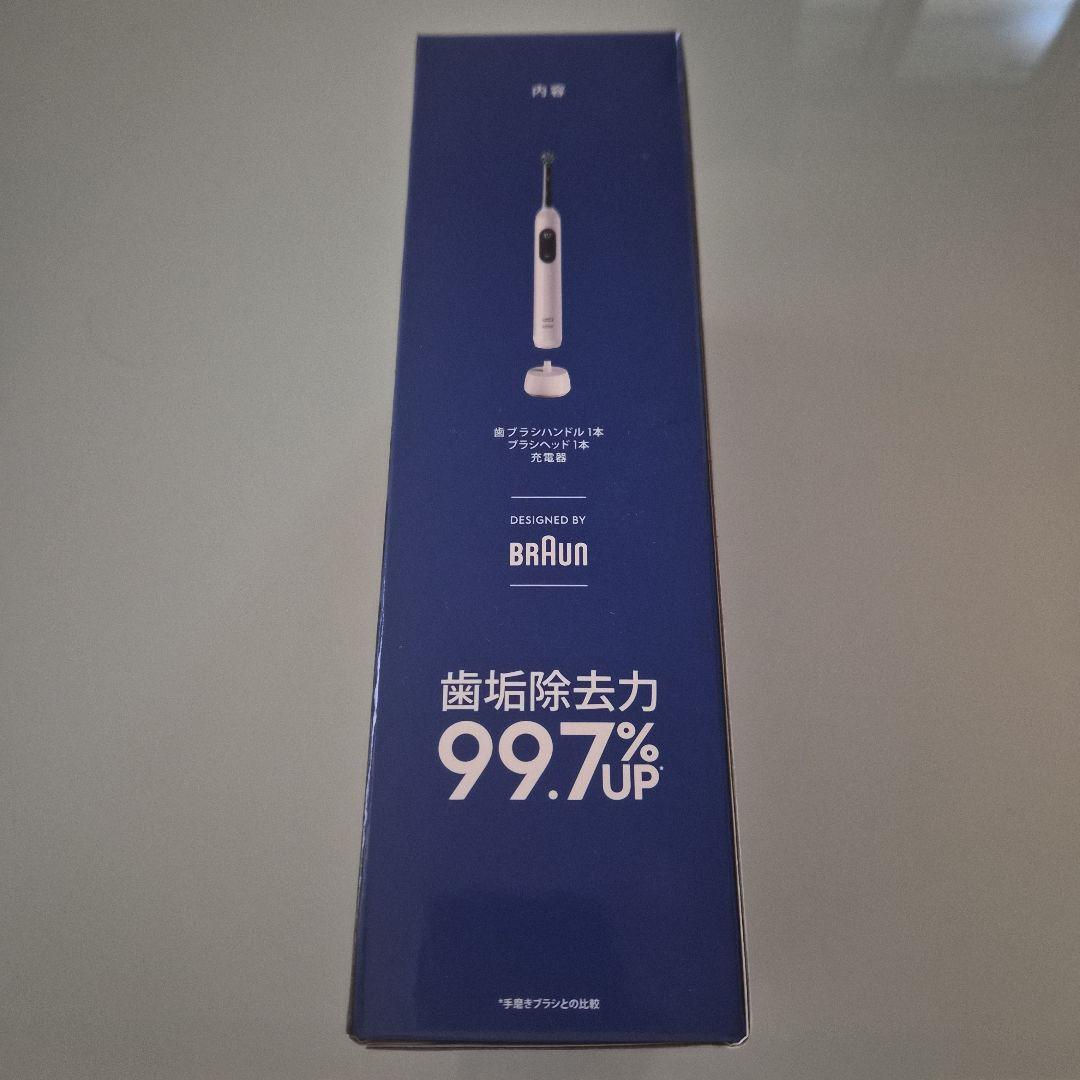 内容
歯ブラシハンドル1本
ブラシヘッド1本
充電器
DESIGNED BY
BRAUN
歯垢除去力
99.7%UP*
*手磨きブラシとの比較